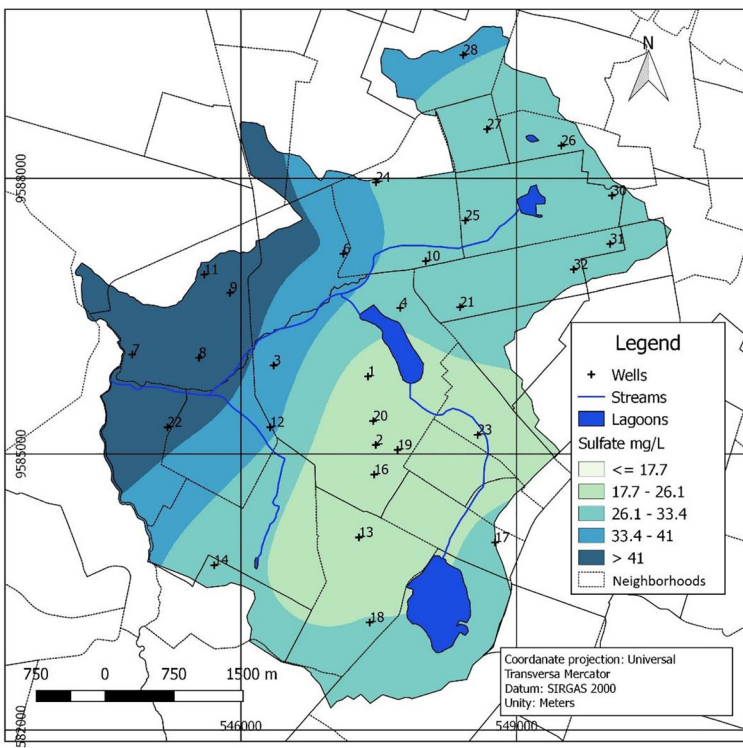 28
N
27
26
9588000
24
30
25
31
6
10
32
11
9
4
21
7
8
3
1
22
12
20
2
19
23
9585000
16
13
17
14
18
Legend
Wells
Streams
Lagoons
Sulfate mg/L
<= 17.7
17.7 - 26.1
26.1 - 33.4
33.4 - 41
> 41
Neighborhoods
750 0 750 1500 m
Coordanate projection: Universal
Transversa Mercator
Datum: SIRGAS 2000
Unity: Meters
582000
546000
549000